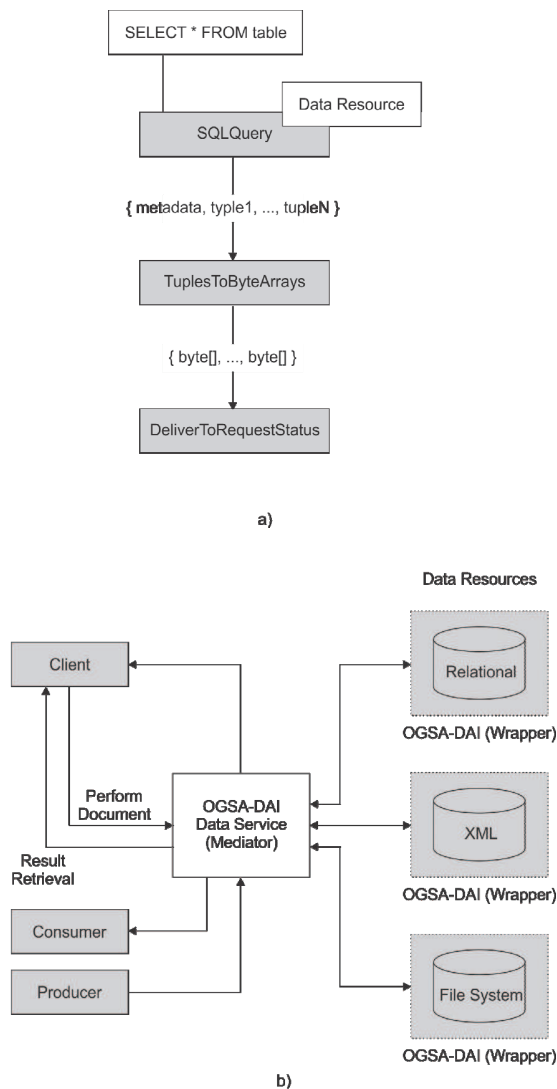 SELECT * FROM table
Data Resource
SQLQuery
{ metadata, typle1, ..., tupleN }
TuplesToByteArrays
{ byte[], ..., byte[] }
DeliverToRequestStatus
a)
Data Resources
Client
Relational
OGSA-DAI (Wrapper)
Perform
Document
OGSA-DAI
Data Service
(Mediator)
XML
Result
Retrieval
OGSA-DAI (Wrapper)
Consumer
Producer
File System
OGSA-DAI (Wrapper)
b)